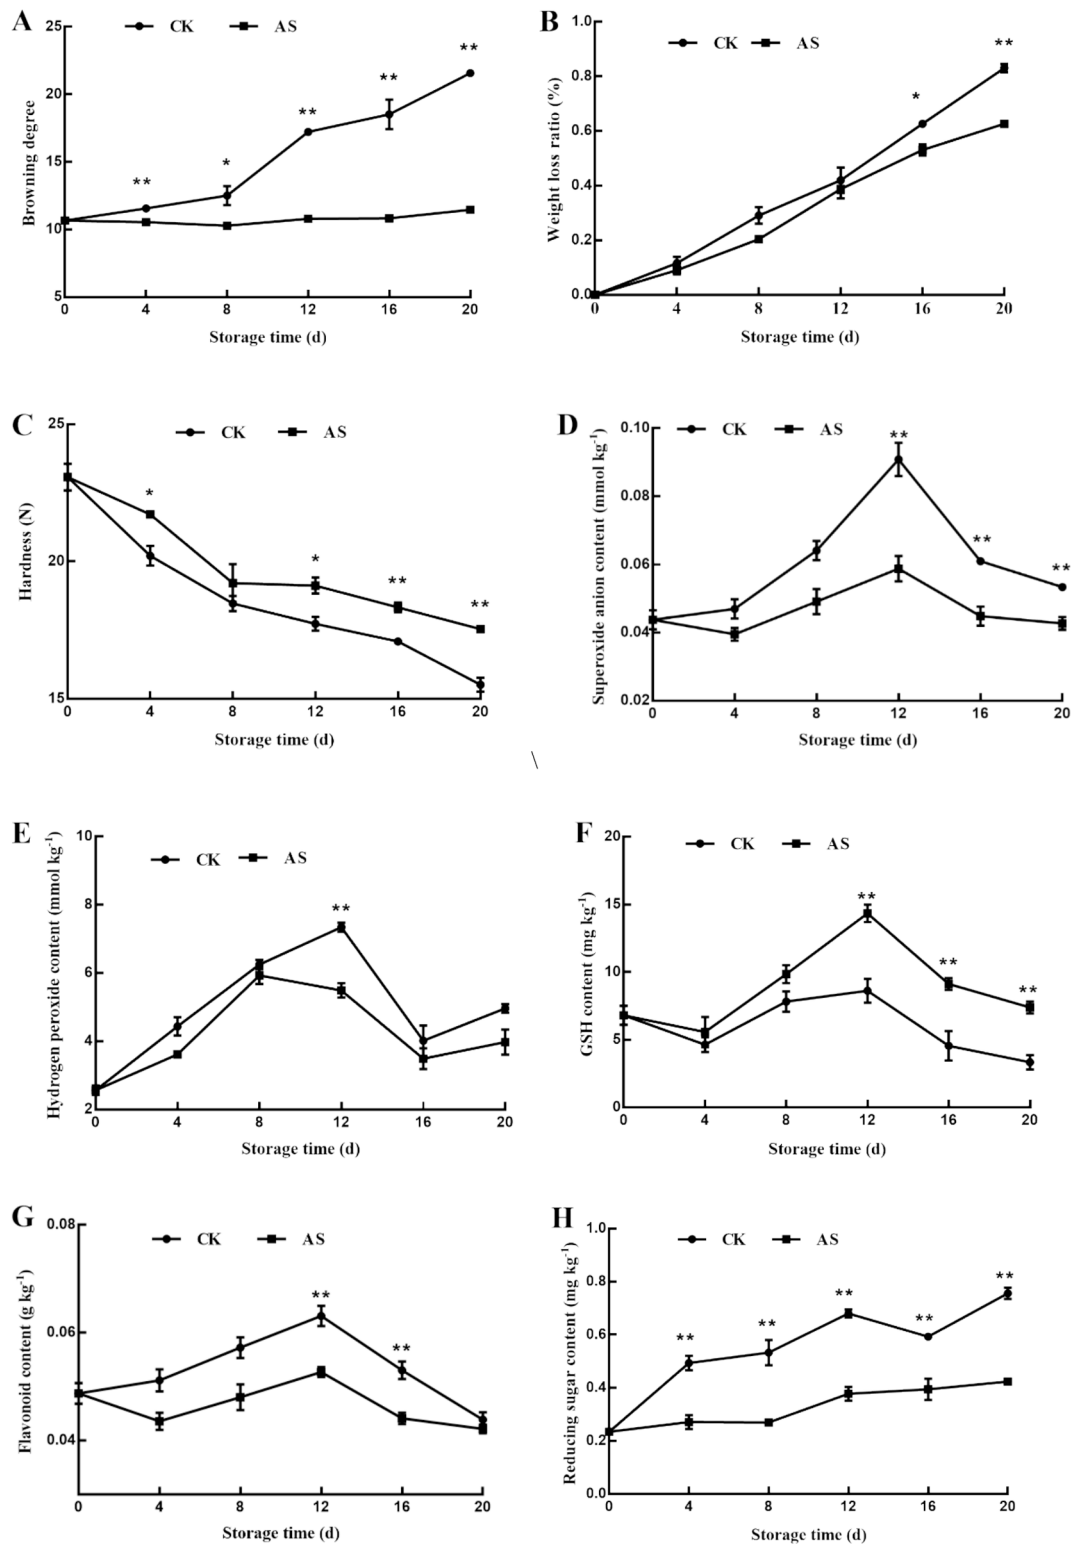 A
CK AS
25
20
15
10
5
Browning degree
** * ** ** **
0 4 8 12 16 20
Storage time (d)
B
CK AS
1.0
0.8
0.6
0.4
0.2
0.0
Weight loss ratio (%)
* **
0 4 8 12 16 20
Storage time (d)
C
CK AS
25
20
15
Hardness (N)
* * ** **
0 4 8 12 16 20
Storage time (d)
D
CK AS
0.10
0.08
0.06
0.04
0.02
Superoxide anion content (mmol kg-1)
** ** **
0 4 8 12 16 20
Storage time (d)
\
E
CK AS
10
8
6
4
2
Hydrogen peroxide content (mmol kg-1)
**
0 4 8 12 16 20
Storage time (d)
F
CK AS
20
15
10
5
0
GSH content (mg kg-1)
** ** **
0 4 8 12 16 20
Storage time (d)
G
CK AS
0.08
0.06
0.04
Flavonoid content (g kg-1)
** **
0 4 8 12 16 20
Storage time (d)
H
CK AS
1.0
0.8
0.6
0.4
0.2
0.0
Reducing sugar content (mg kg-1)
** ** ** ** **
0 4 8 12 16 20
Storage time (d)